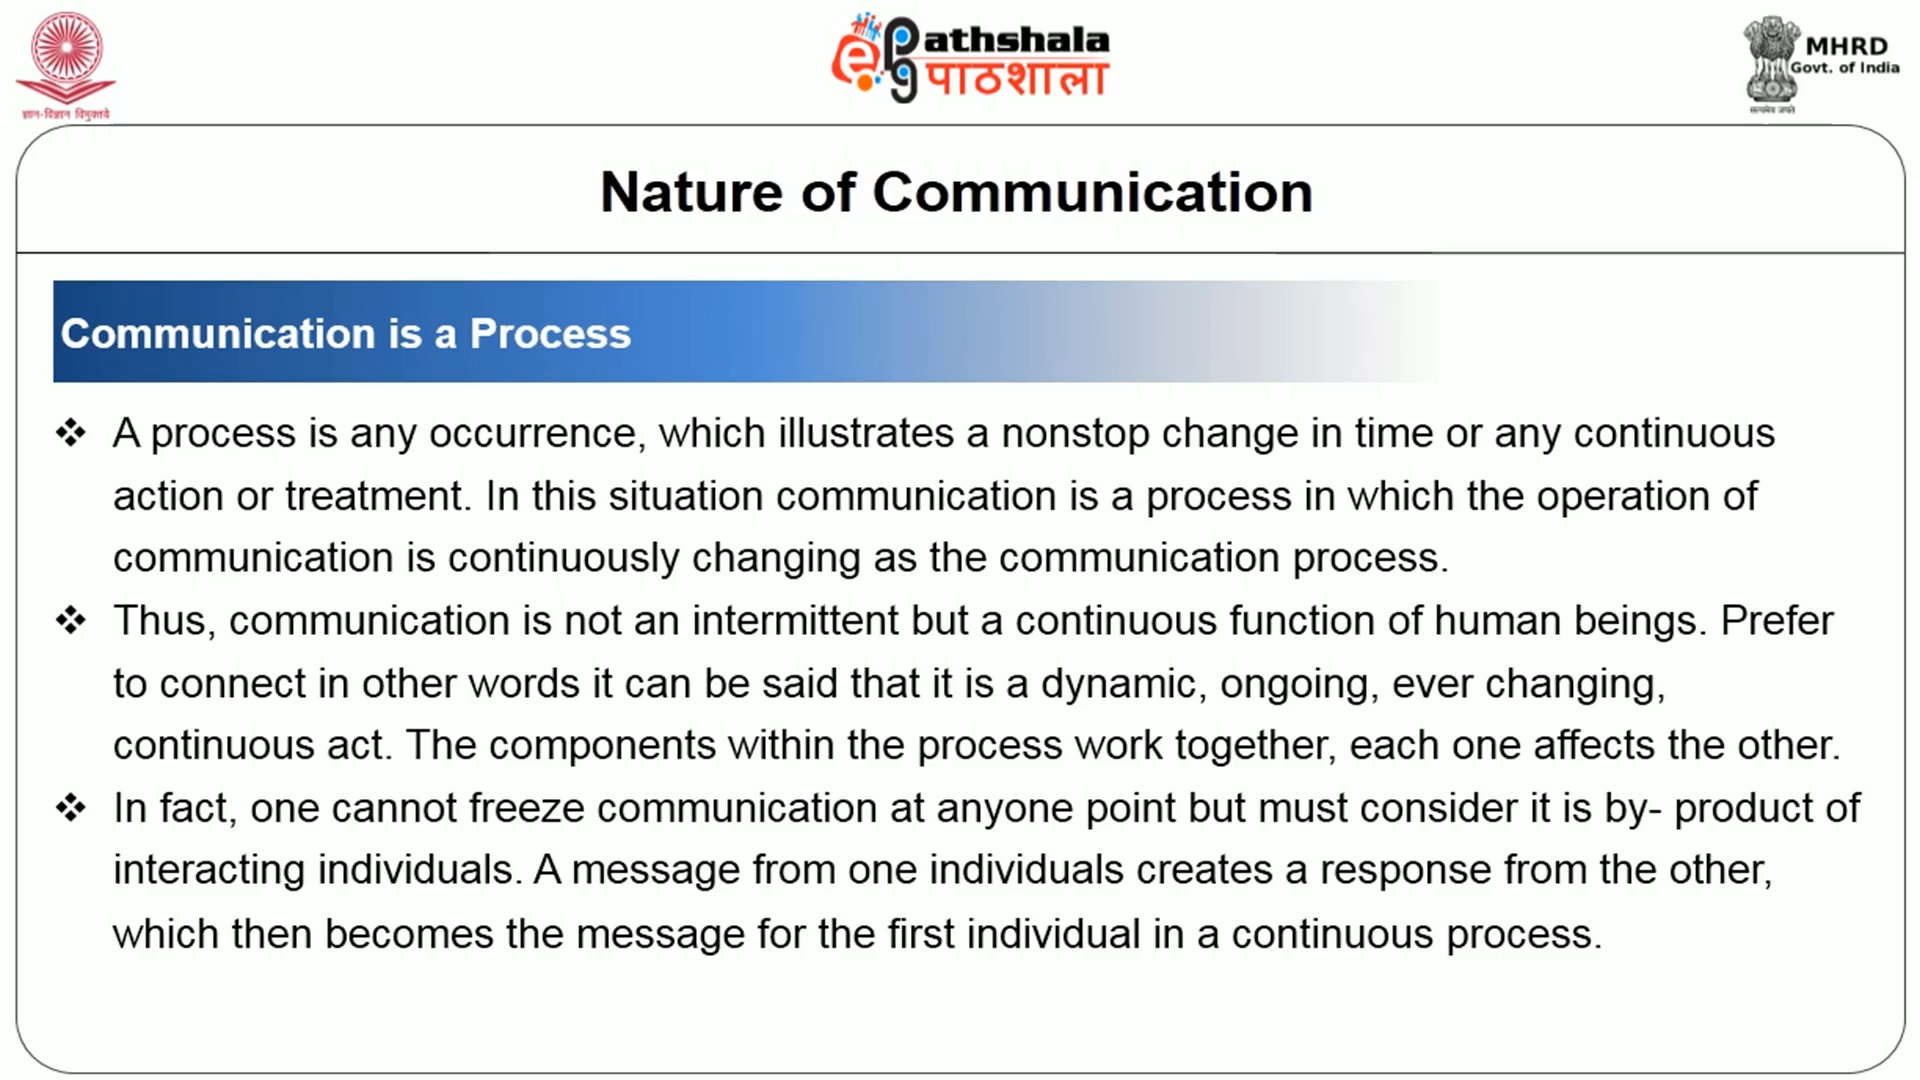 ज्ञान-विज्ञान विमुक्तये
e
pg
athshala
पाठशाला
MHRD
Govt. of India
सत्यमेव जयते
Nature of Communication
Communication is a Process
❖ A process is any occurrence, which illustrates a nonstop change in time or any continuous
action or treatment. In this situation communication is a process in which the operation of
communication is continuously changing as the communication process.
❖ Thus, communication is not an intermittent but a continuous function of human beings. Prefer
to connect in other words it can be said that it is a dynamic, ongoing, ever changing,
continuous act. The components within the process work together, each one affects the other.
❖ In fact, one cannot freeze communication at anyone point but must consider it is by- product of
interacting individuals. A message from one individuals creates a response from the other,
which then becomes the message for the first individual in a continuous process.